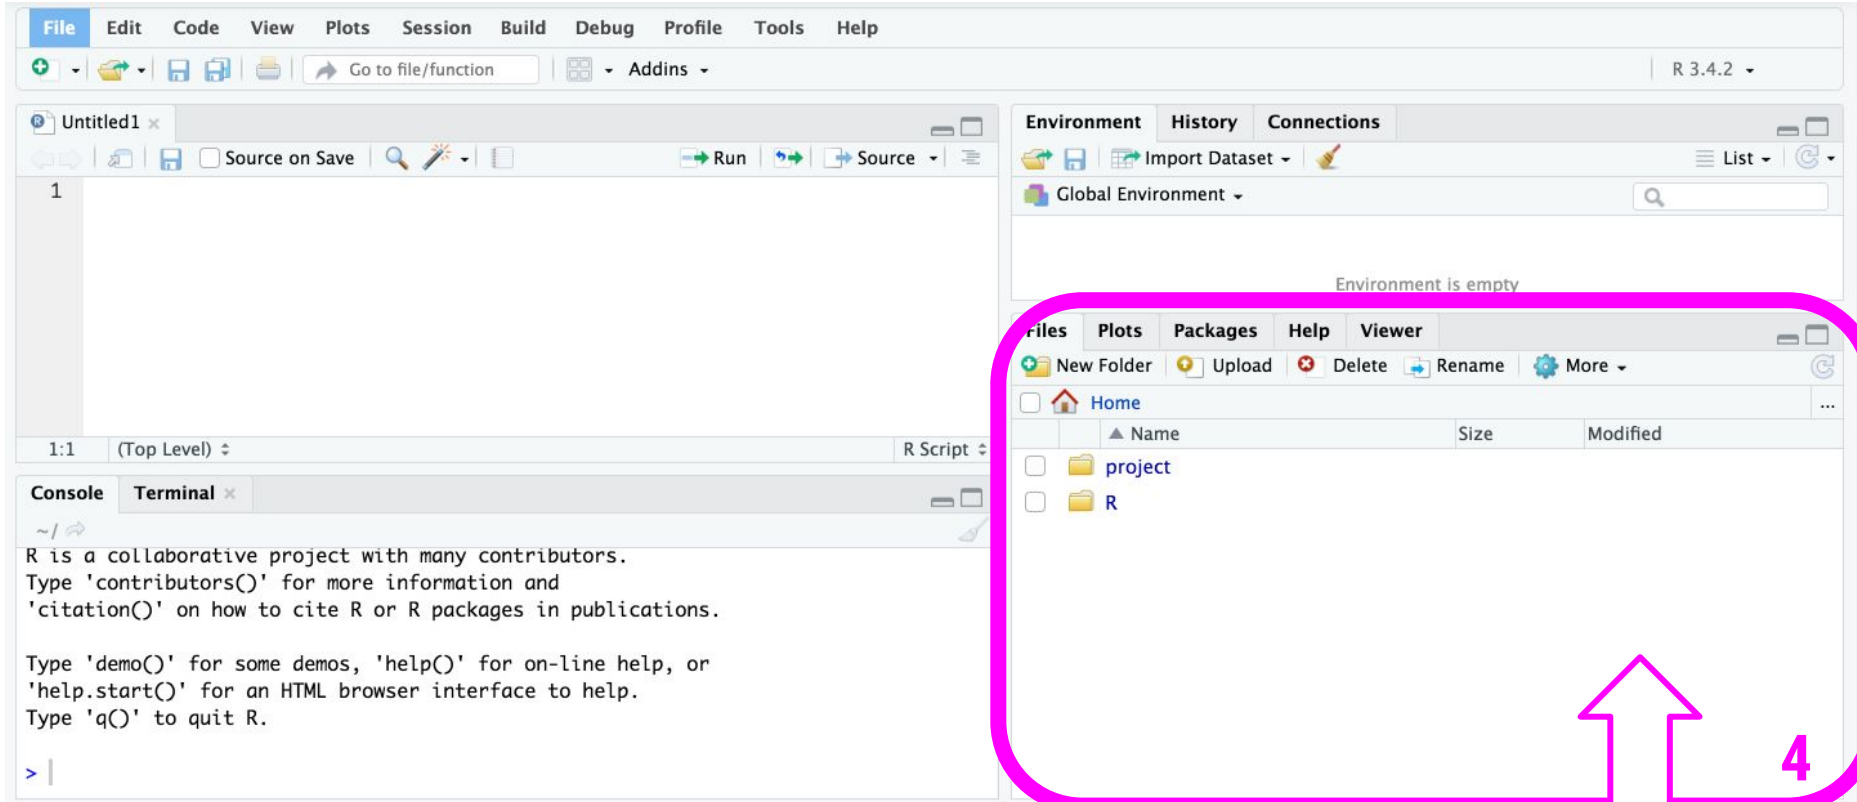 File Edit Code View Plots Session Build Debug Profile Tools Help
Go to file/function Addins R 3.4.2
Untitled1
Source on Save Run Source
1
1:1 (Top Level) R Script
Console Terminal
~/
R is a collaborative project with many contributors.
Type 'contributors()' for more information and
'citation()' on how to cite R or R packages in publications.
Type 'demo()' for some demos, 'help()' for on-line help, or
'help.start()' for an HTML browser interface to help.
Type 'q()' to quit R.
>
Environment History Connections
Import Dataset List
Global Environment
Environment is empty
Files Plots Packages Help Viewer
New Folder Upload Delete Rename More
Home ...
Name Size Modified
project
R
4